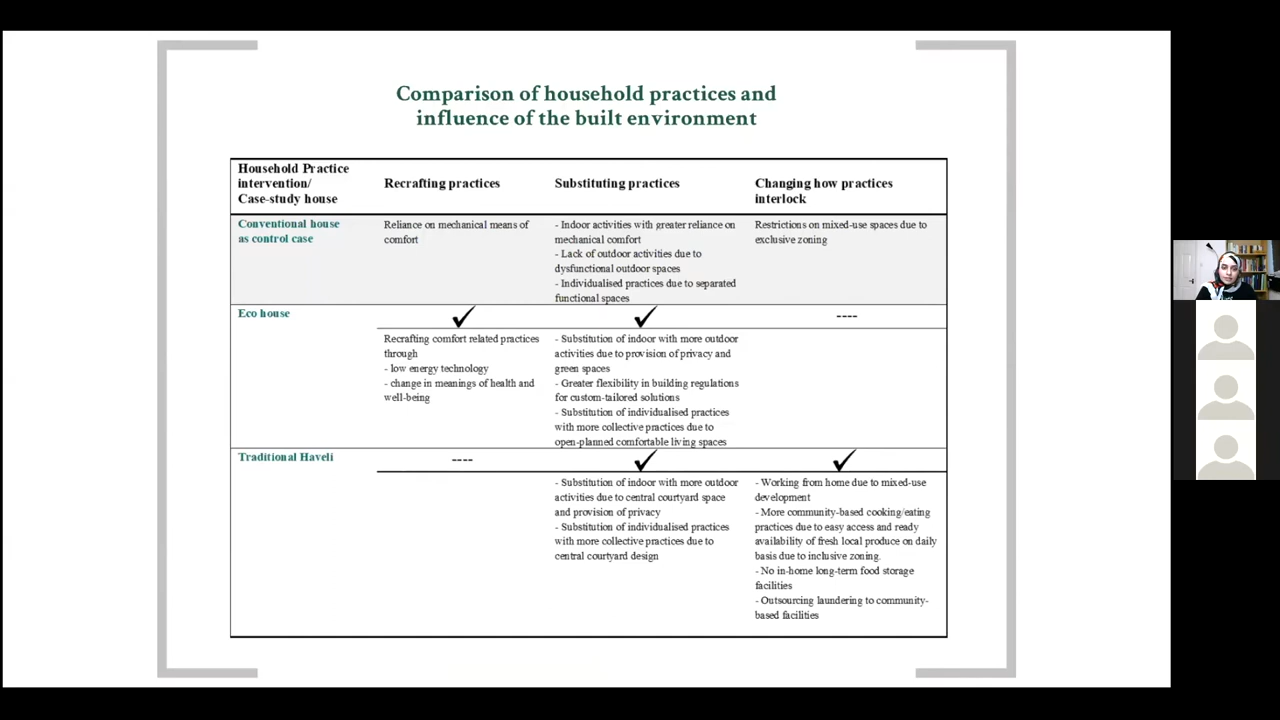 Comparison of household practices and
influence of the built environment
Household Practice
intervention/
Case-study house
Recrafting practices
Substituting practices
Changing how practices
interlock
Conventional house
as control case
Reliance on mechanical means of
comfort
- Indoor activities with greater reliance on
mechanical comfort
- Lack of outdoor activities due to
dysfunctional outdoor spaces
- Individualised practices due to separated
functional spaces
Restrictions on mixed-use spaces due to
exclusive zoning
Eco house
✓
✓
----
Recrafting comfort related practices
through
- low energy technology
- change in meanings of health and
well-being
- Substitution of indoor with more outdoor
activities due to provision of privacy and
green spaces
- Greater flexibility in building regulations
for custom-tailored solutions
- Substitution of individualised practices
with more collective practices due to
open-planned comfortable living spaces
Traditional Haveli
----
✓
✓
- Substitution of indoor with more outdoor
activities due to central courtyard space
and provision of privacy
- Substitution of individualised practices
with more collective practices due to
central courtyard design
- Working from home due to mixed-use
development
- More community-based cooking/eating
practices due to easy access and ready
availability of fresh local produce on daily
basis due to inclusive zoning.
- No in-home long-term food storage
facilities
- Outsourcing laundering to community-
based facilities